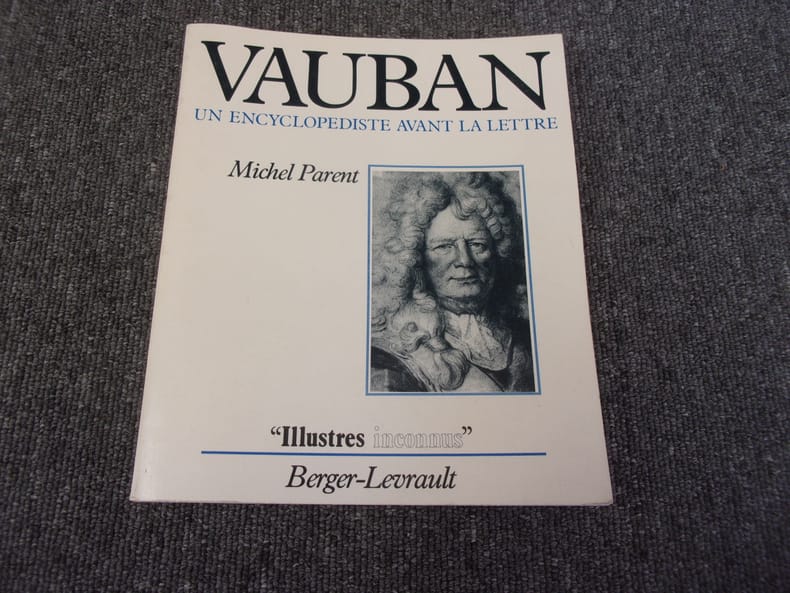 VAUBAN
UN ENCYCLOPEDISTE AVANT LA LETTRE
Michel Parent
“Illustres inconnus”
Berger-Levrault